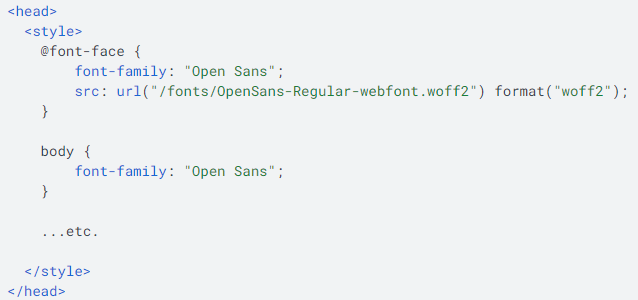 <head>
<style>
@font-face {
font-family: "Open Sans";
src: url("/fonts/OpenSans-Regular-webfont.woff2") format("woff2");
}
body {
font-family: "Open Sans";
}
...etc.
</style>
</head>